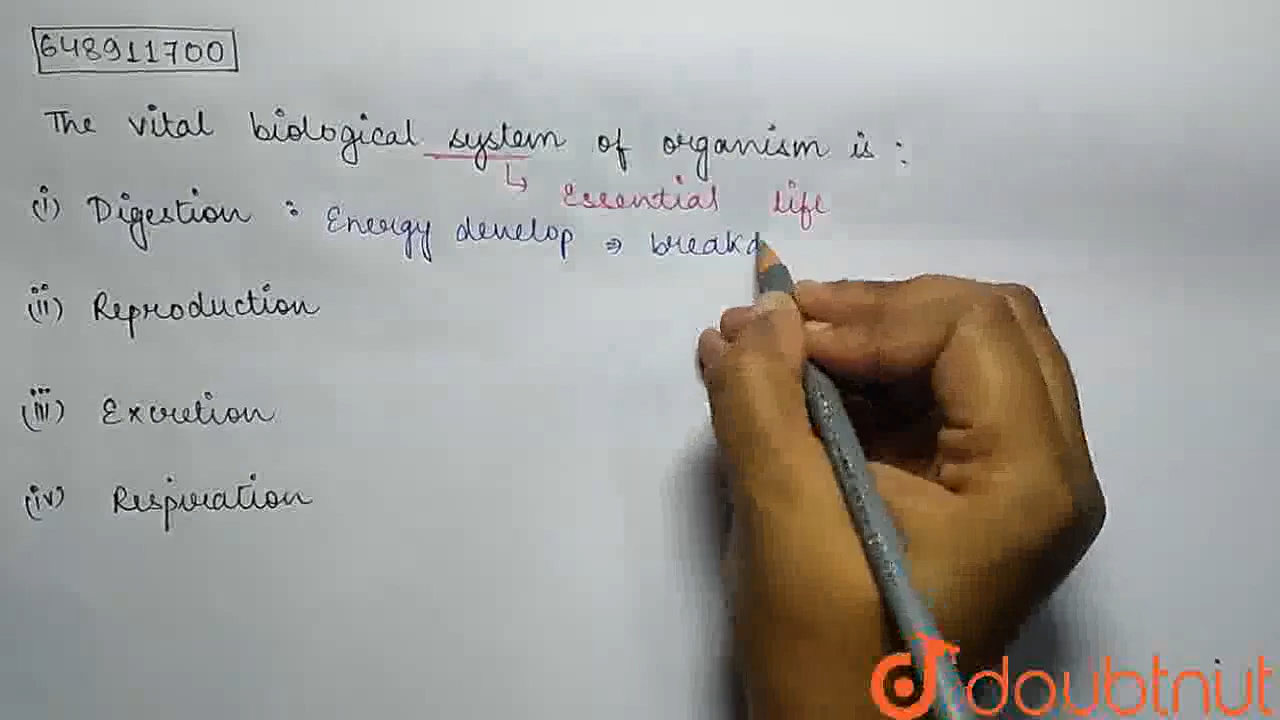 648911700
The vital biological system of organism is :
↳ Essential life
(i) Digestion : Energy develop ⇒ breakd
(ii) Reproduction
(iii) Excretion
(iv) Respiration
doubtnut